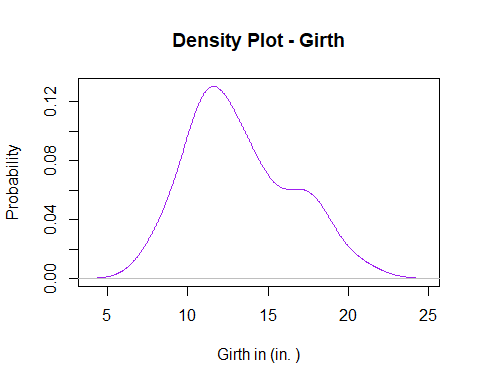 Density Plot - Girth
Probability
0.12
0.08
0.04
0.00
5 10 15 20 25
Girth in (in. )